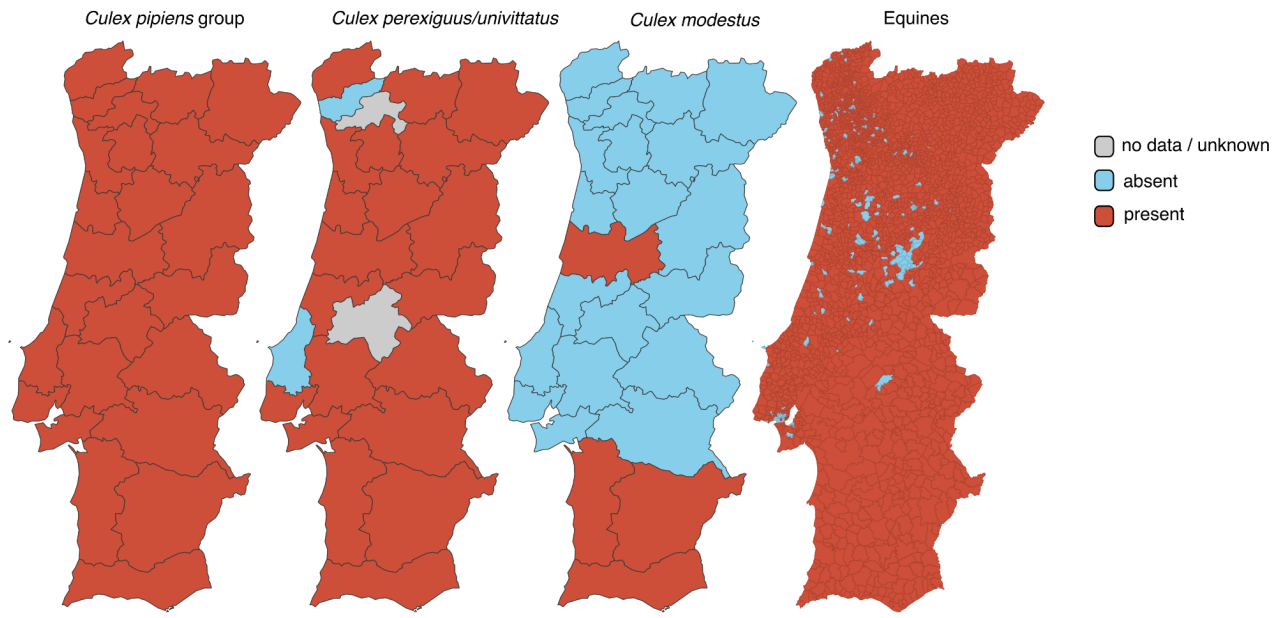 Culex pipiens group
Culex perexiguus/univittatus
Culex modestus
Equines
no data / unknown
absent
present